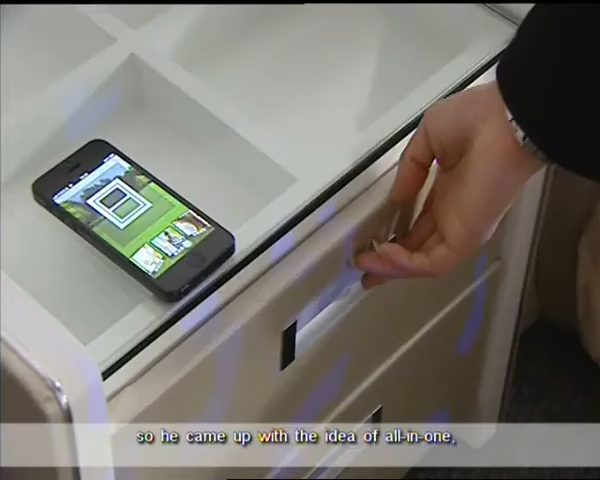 so he came up with the idea of all-in-one,